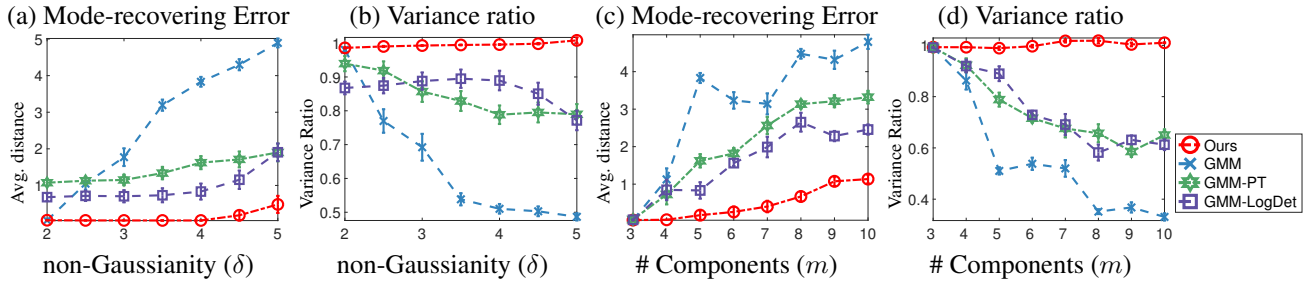 (a) Mode-recovering Error
(b) Variance ratio
(c) Mode-recovering Error
(d) Variance ratio
Avg. distance
5
4
3
2
1
2
3
4
5
non-Gaussianity (δ)
Variance Ratio
1
0.9
0.8
0.7
0.6
0.5
2
3
4
5
non-Gaussianity (δ)
Avg. distance
4
3
2
1
3
4
5
6
7
8
9
10
# Components (m)
Variance Ratio
1
0.8
0.6
0.4
3
4
5
6
7
8
9
10
# Components (m)
Ours
GMM
GMM-PT
GMM-LogDet